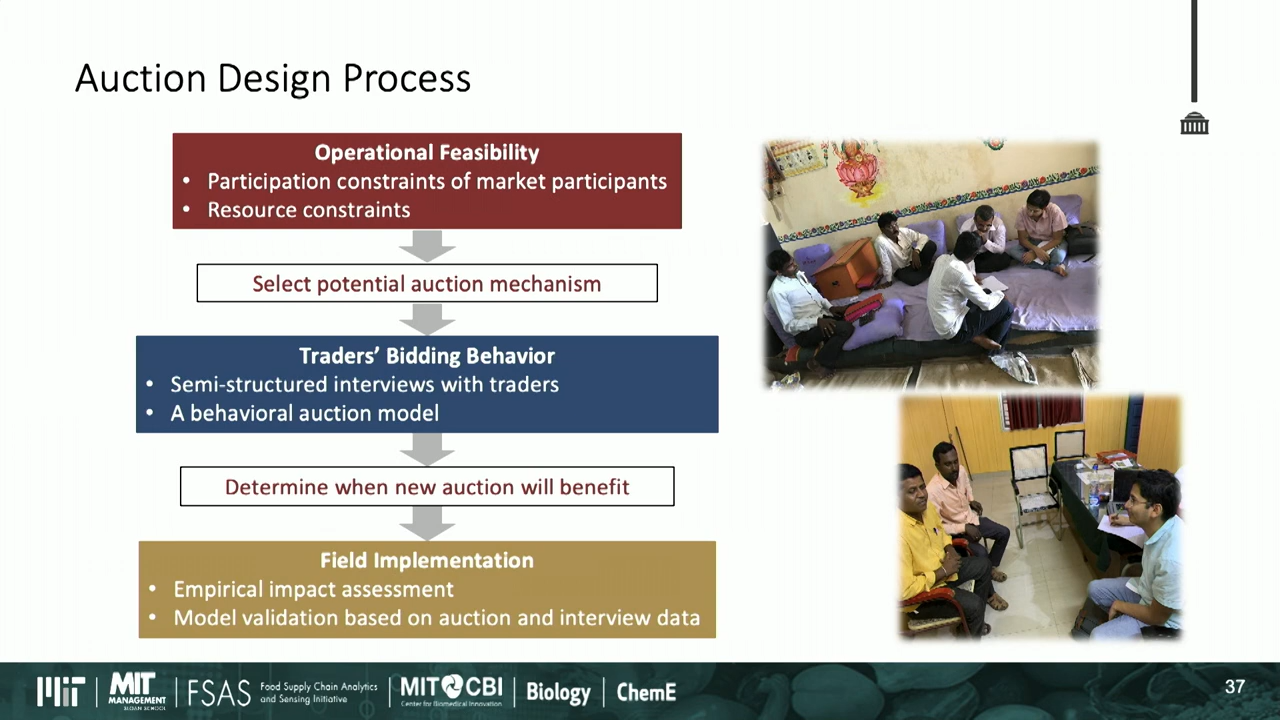 Auction Design Process
Operational Feasibility
• Participation constraints of market participants
• Resource constraints
Select potential auction mechanism
Traders’ Bidding Behavior
• Semi-structured interviews with traders
• A behavioral auction model
Determine when new auction will benefit
Field Implementation
• Empirical impact assessment
• Model validation based on auction and interview data
MIT
MANAGEMENT
SLOAN SCHOOL
FSAS
Food Supply Chain Analytics
and Sensing Initiative
MIT CBI
Center for Biomedical Innovation
Biology
ChemE
37